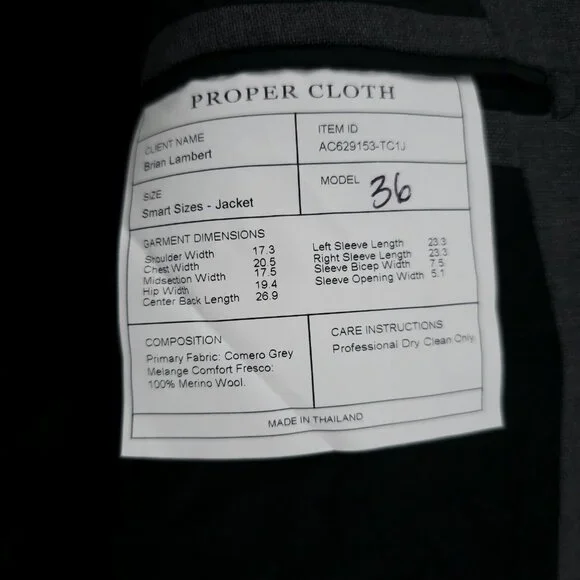 PROPER CLOTH
CLIENT NAME
Brian Lambert
ITEM ID
AC629153-TC1J
SIZE
Smart Sizes - Jacket
MODEL 36
GARMENT DIMENSIONS
Shoulder Width 17.3
Chest Width 20.5
Midsection Width 17.5
Hip Width 19.4
Center Back Length 26.9
Left Sleeve Length 23.3
Right Sleeve Length 23.3
Sleeve Bicep Width 7.5
Sleeve Opening Width 5.1
COMPOSITION
Primary Fabric: Comero Grey
Melange Comfort Fresco:
100% Merino Wool.
CARE INSTRUCTIONS
Professional Dry Clean Only
MADE IN THAILAND